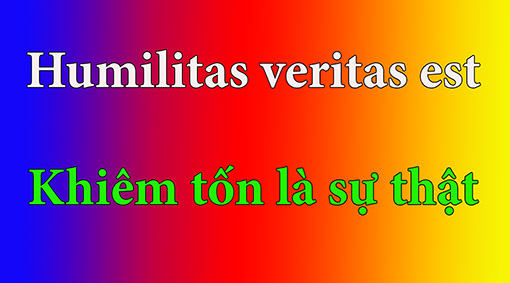 Humilitas veritas est
Khiêm tốn là sự thật